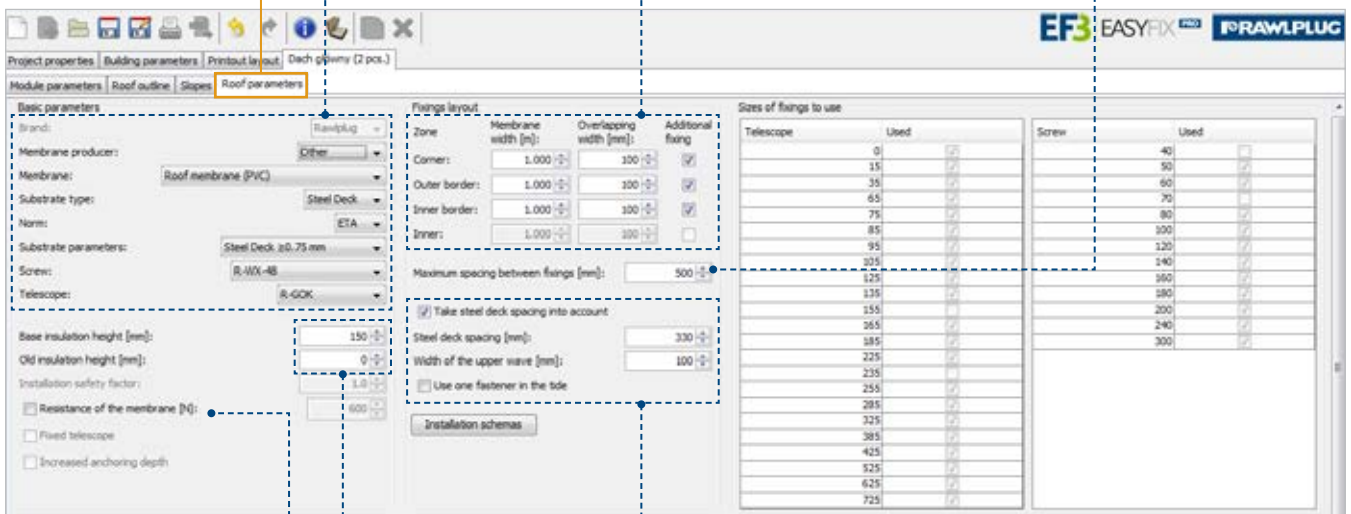 EF3 EASYFIX PRO RAWLPLUG
Project properties Building parameters Printout layout Dach główny (2 pcs.)
Module parameters Roof outline Slopes Roof parameters
Basic parameters
Brand: Rawlplug
Membrane producer: Other
Membrane: Roof membrane (PVC)
Substrate type: Steel Deck
Norm: ETA
Substrate parameters: Steel Deck ≥0.75 mm
Screw: R-WX-48
Telescope: R-GOK
Base insulation height [mm]: 150
Old insulation height [mm]: 0
Installation safety factor: 1.0
Resistance of the membrane [N]: 600
Fixed telescope
Increased anchoring depth
Fixings layout
Zone Membrane width [m]: Overlapping width [mm]: Additional fixing
Corner: 1.000 100
Outer border: 1.000 100
Inner border: 1.000 100
Inner: 1.000 100
Maximum spacing between fixings [mm]: 500
Take steel deck spacing into account
Steel deck spacing [mm]: 330
Width of the upper wave [mm]: 100
Use one fastener in the tide
Installation schemas
Sizes of fixings to use
Telescope Used
0
15
35
65
75
85
95
105
125
135
155
165
185
225
235
255
285
325
385
425
525
625
725
Screw Used
40
50
60
70
80
100
120
140
160
180
200
240
300